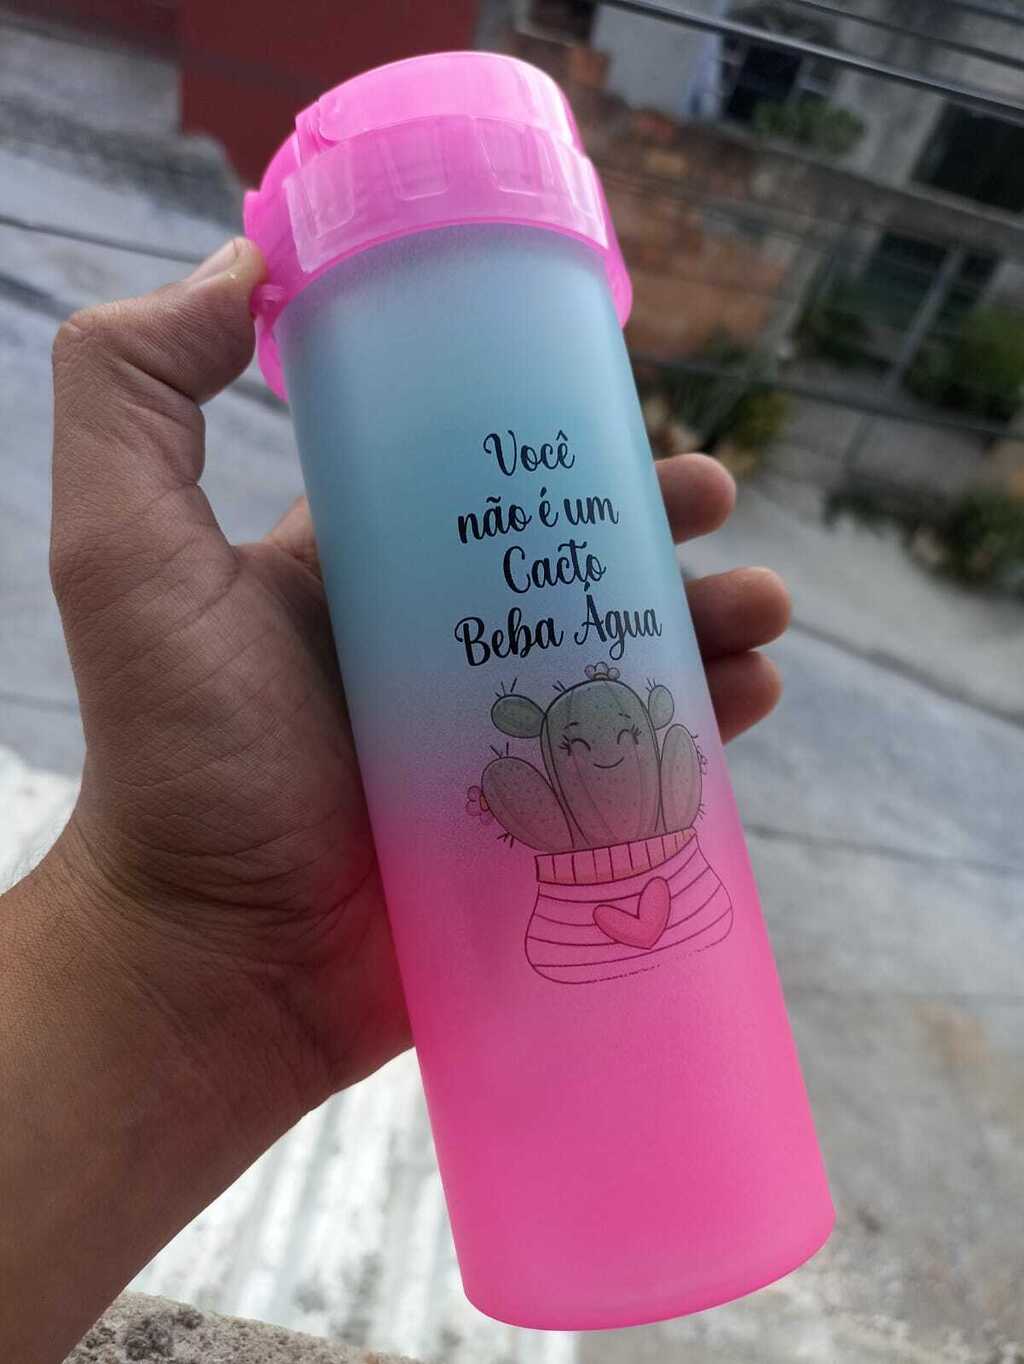 Você
não é um
Cacto
Beba Água